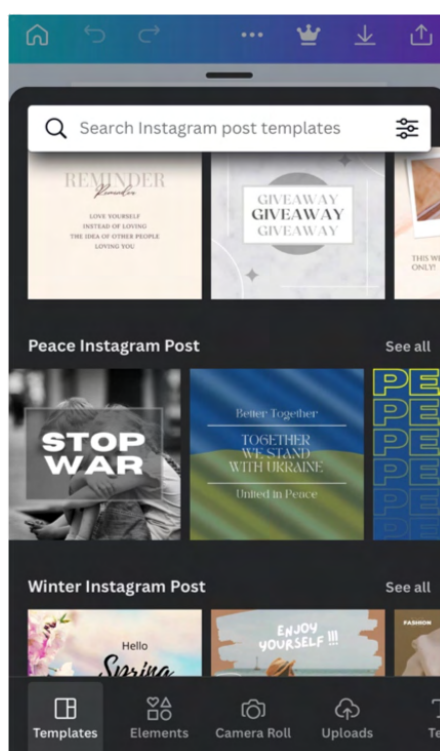 Search Instagram post templates
REMINDER
Reminder
LOVE YOURSELF
INSTEAD OF LOVING
THE IDEA OF OTHER PEOPLE
LOVING YOU
GIVEAWAY
GIVEAWAY
GIVEAWAY
THIS WE
ONLY!
Peace Instagram Post
See all
STOP
WAR
Better Together
TOGETHER
WE STAND
WITH UKRAINE
United in Peace
PE
PE
PE
PE
PE
PE
Winter Instagram Post
See all
Hello
Spring
ENJOY
YOURSELF !!!
FASHION
Templates
Elements
Camera Roll
Uploads
Te